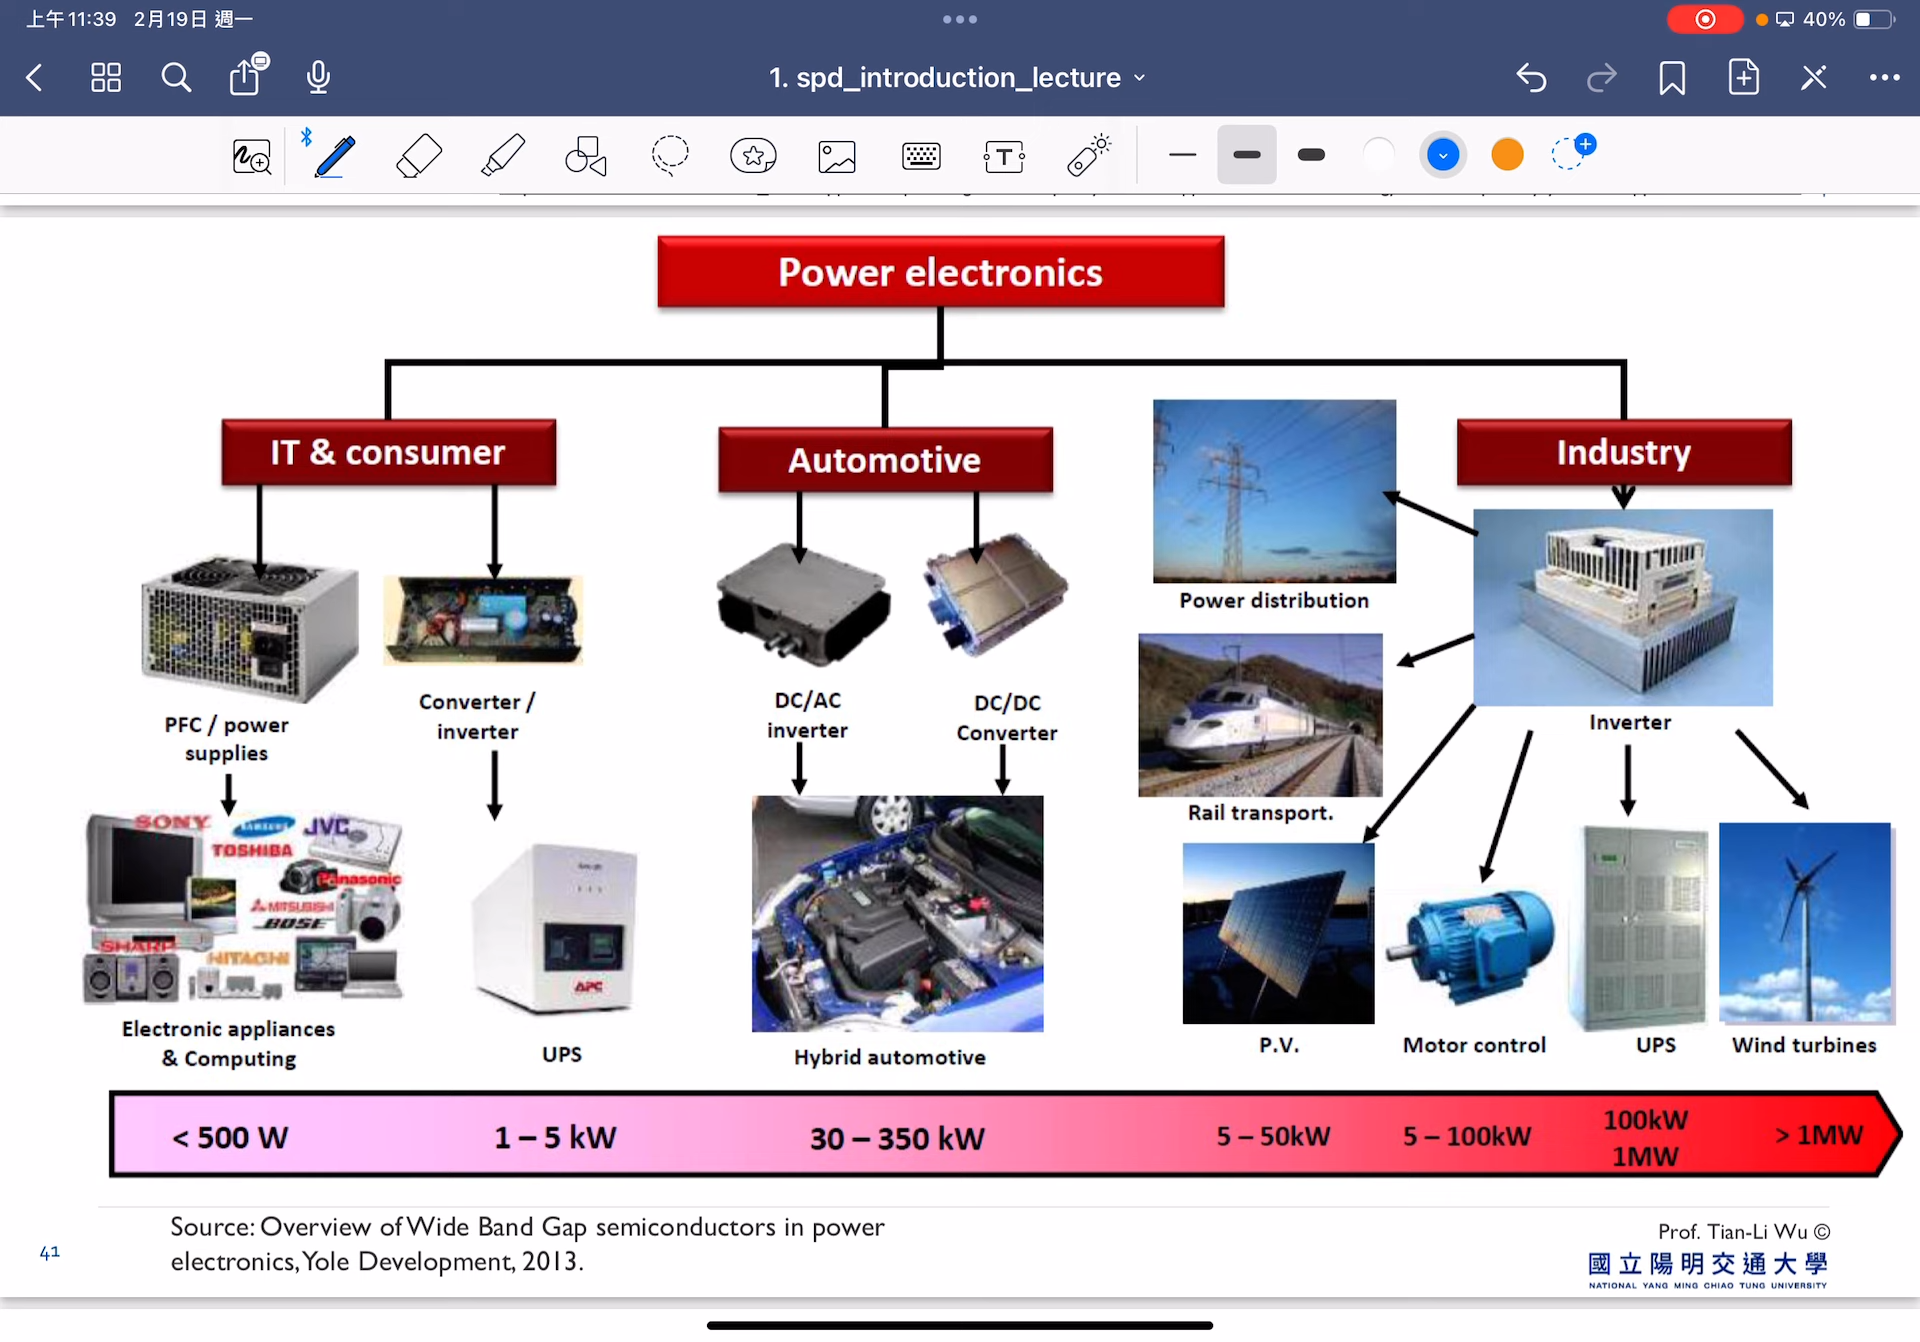 上午11:39 2月19日 週一
40%
1. spd_introduction_lecture
Power electronics
IT & consumer
Automotive
Industry
Power distribution
PFC / power
supplies
Converter /
inverter
DC/AC
inverter
DC/DC
Converter
Inverter
Rail transport.
SONY
SAMSUNG
JVC
TOSHIBA
Panasonic
MITSUBISHI
BOSE
SHARP
HITACHI
APC
Electronic appliances
& Computing
UPS
Hybrid automotive
P.V.
Motor control
UPS
Wind turbines
< 500 W
1 – 5 kW
30 – 350 kW
5 – 50kW
5 – 100kW
100kW
1MW
> 1MW
Source: Overview of Wide Band Gap semiconductors in power
electronics, Yole Development, 2013.
41
Prof. Tian-Li Wu ©
國立陽明交通大學
NATIONAL YANG MING CHIAO TUNG UNIVERSITY